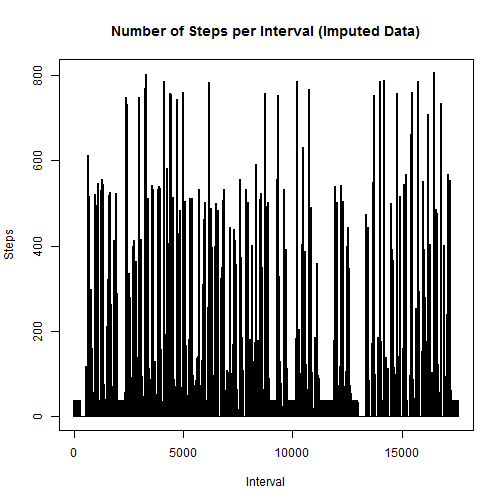 Number of Steps per Interval (Imputed Data)
800
600
400
200
0
Steps
0 5000 10000 15000
Interval